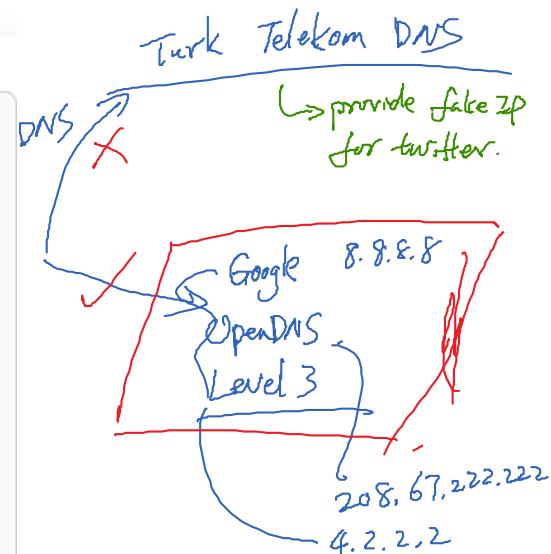 Turk Telekom DNS
DNS
provide fake IP
for twitter.
Google 8.8.8.8
OpenDNS
Level 3
208.67.222.222
4.2.2.2